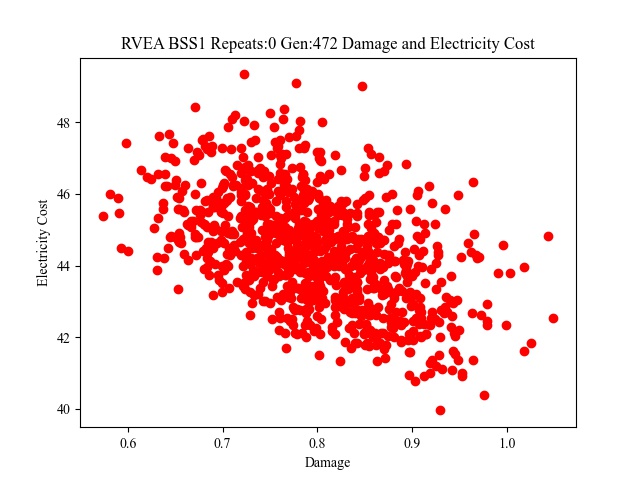 RVEA BSS1 Repeats:0 Gen:472 Damage and Electricity Cost
48
46
44
42
40
Electricity Cost
0.6 0.7 0.8 0.9 1.0
Damage